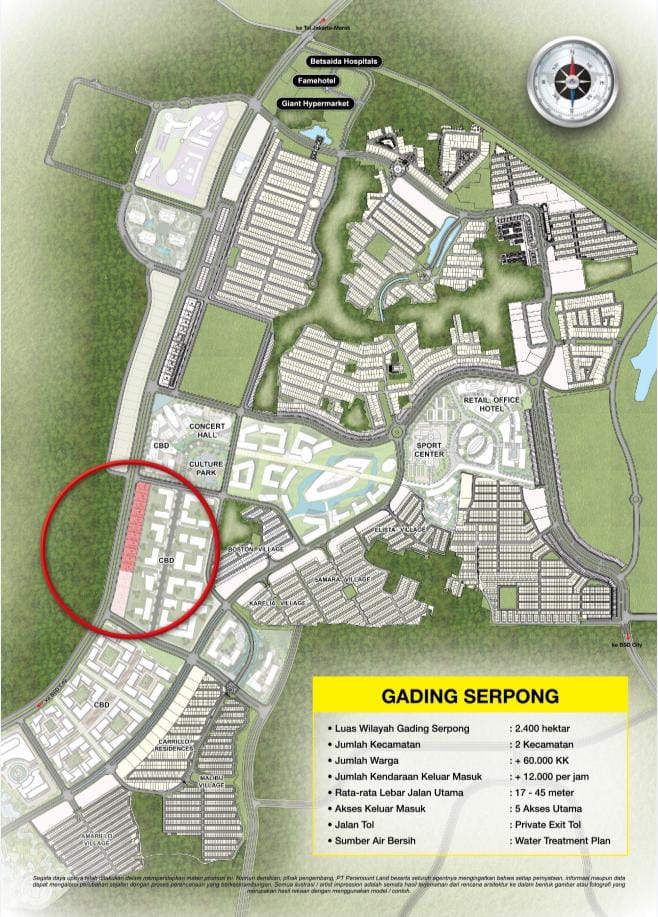 ke Tol Jakarta-Merak
Betsaida Hospitals
Famehotel
Giant Hypermarket
RETAIL, OFFICE
HOTEL
CONCERT
HALL
CBD
SPORT
CENTER
CULTURE
PARK
ELISTA VILLAGE
BOSTON VILLAGE
CBD
SAMARA VILLAGE
KARELIA VILLAGE
ke BSD City
ke BSD City
CBD
CARRILLO
RESIDENCES
MALIBU
VILLAGE
AMARILLO
VILLAGE
GADING SERPONG
• Luas Wilayah Gading Serpong : 2.400 hektar
• Jumlah Kecamatan : 2 Kecamatan
• Jumlah Warga : + 60.000 KK
• Jumlah Kendaraan Keluar Masuk : + 12.000 per jam
• Rata-rata Lebar Jalan Utama : 17 - 45 meter
• Akses Keluar Masuk : 5 Akses Utama
• Jalan Tol : Private Exit Tol
• Sumber Air Bersih : Water Treatment Plan
Segala daya upaya telah dilakukan dalam mempersiapkan materi promosi ini. Namun demikian, pihak pengembang, PT Paramount Land beserta seluruh agentnya mengingatkan bahwa setiap pernyataan, informasi maupun data
dapat mengalami perubahan sejalan dengan proses perencanaan yang berkesinambungan. Semua ilustrasi / artist impression adalah semata hasil terjemahan dari rencana arsitektur ke dalam bentuk gambar atau fotografi yang
merupakan hasil rekaan dengan menggunakan model / contoh.